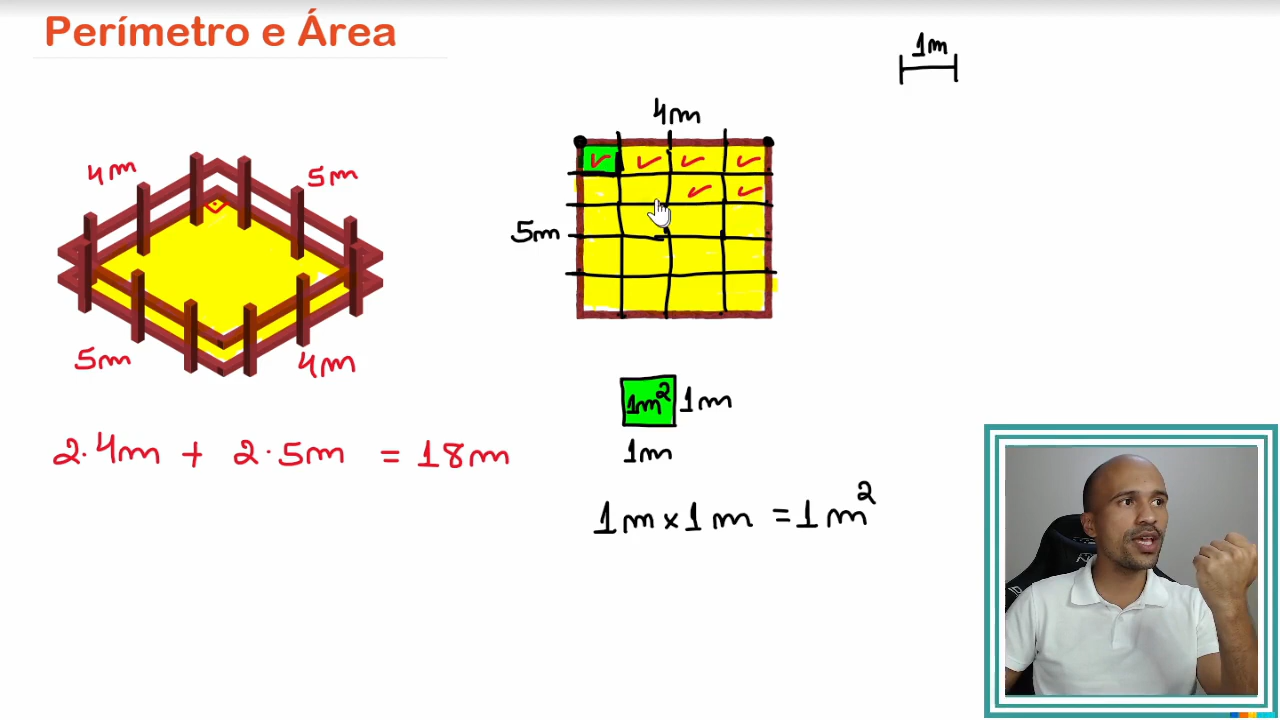 Perímetro e Área
1m
4m
4m
5m
5m
5m
4m
1m² 1m
1m
2·4m + 2·5m = 18m
1m x 1m = 1m²